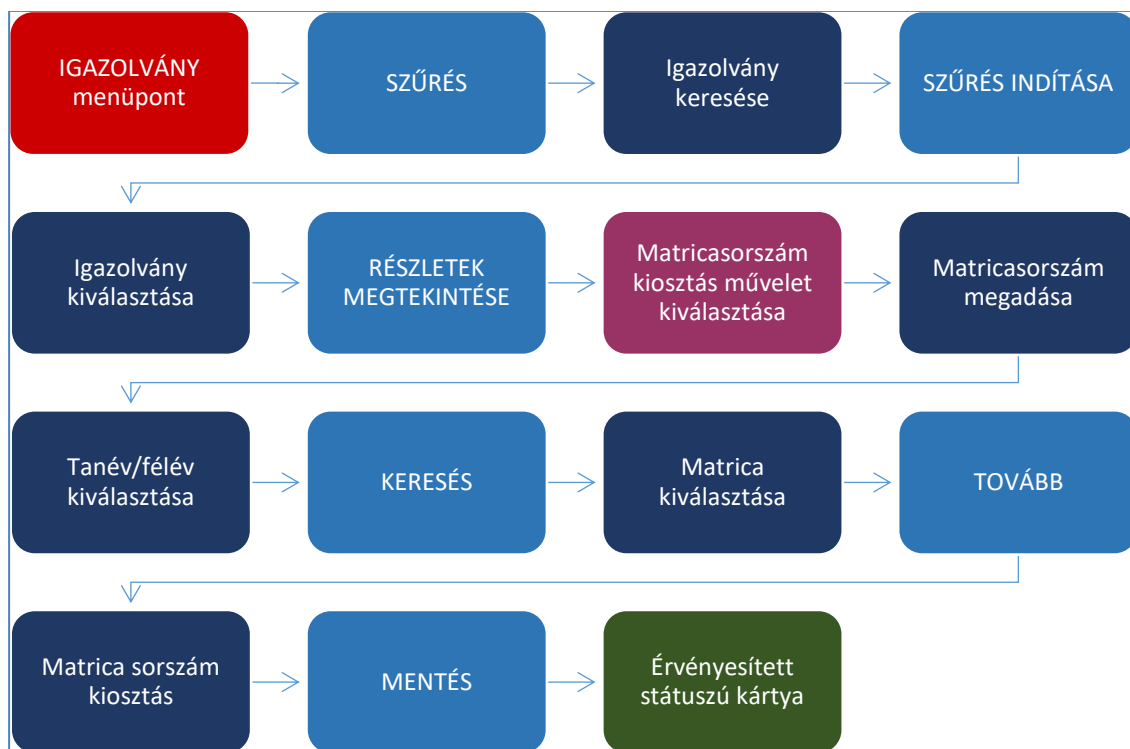 IGAZOLVÁNY
menüpont
SZŰRÉS
Igazolvány
keresése
SZŰRÉS INDÍTÁSA
Igazolvány
kiválasztása
RÉSZLETEK
MEGTEKINTÉSE
Matricasorszám
kiosztás művelet
kiválasztása
Matricasorszám
megadása
Tanév/félév
kiválasztása
KERESÉS
Matrica
kiválasztása
TOVÁBB
Matrica sorszám
kiosztás
MENTÉS
Érvényesített
státuszú kártya